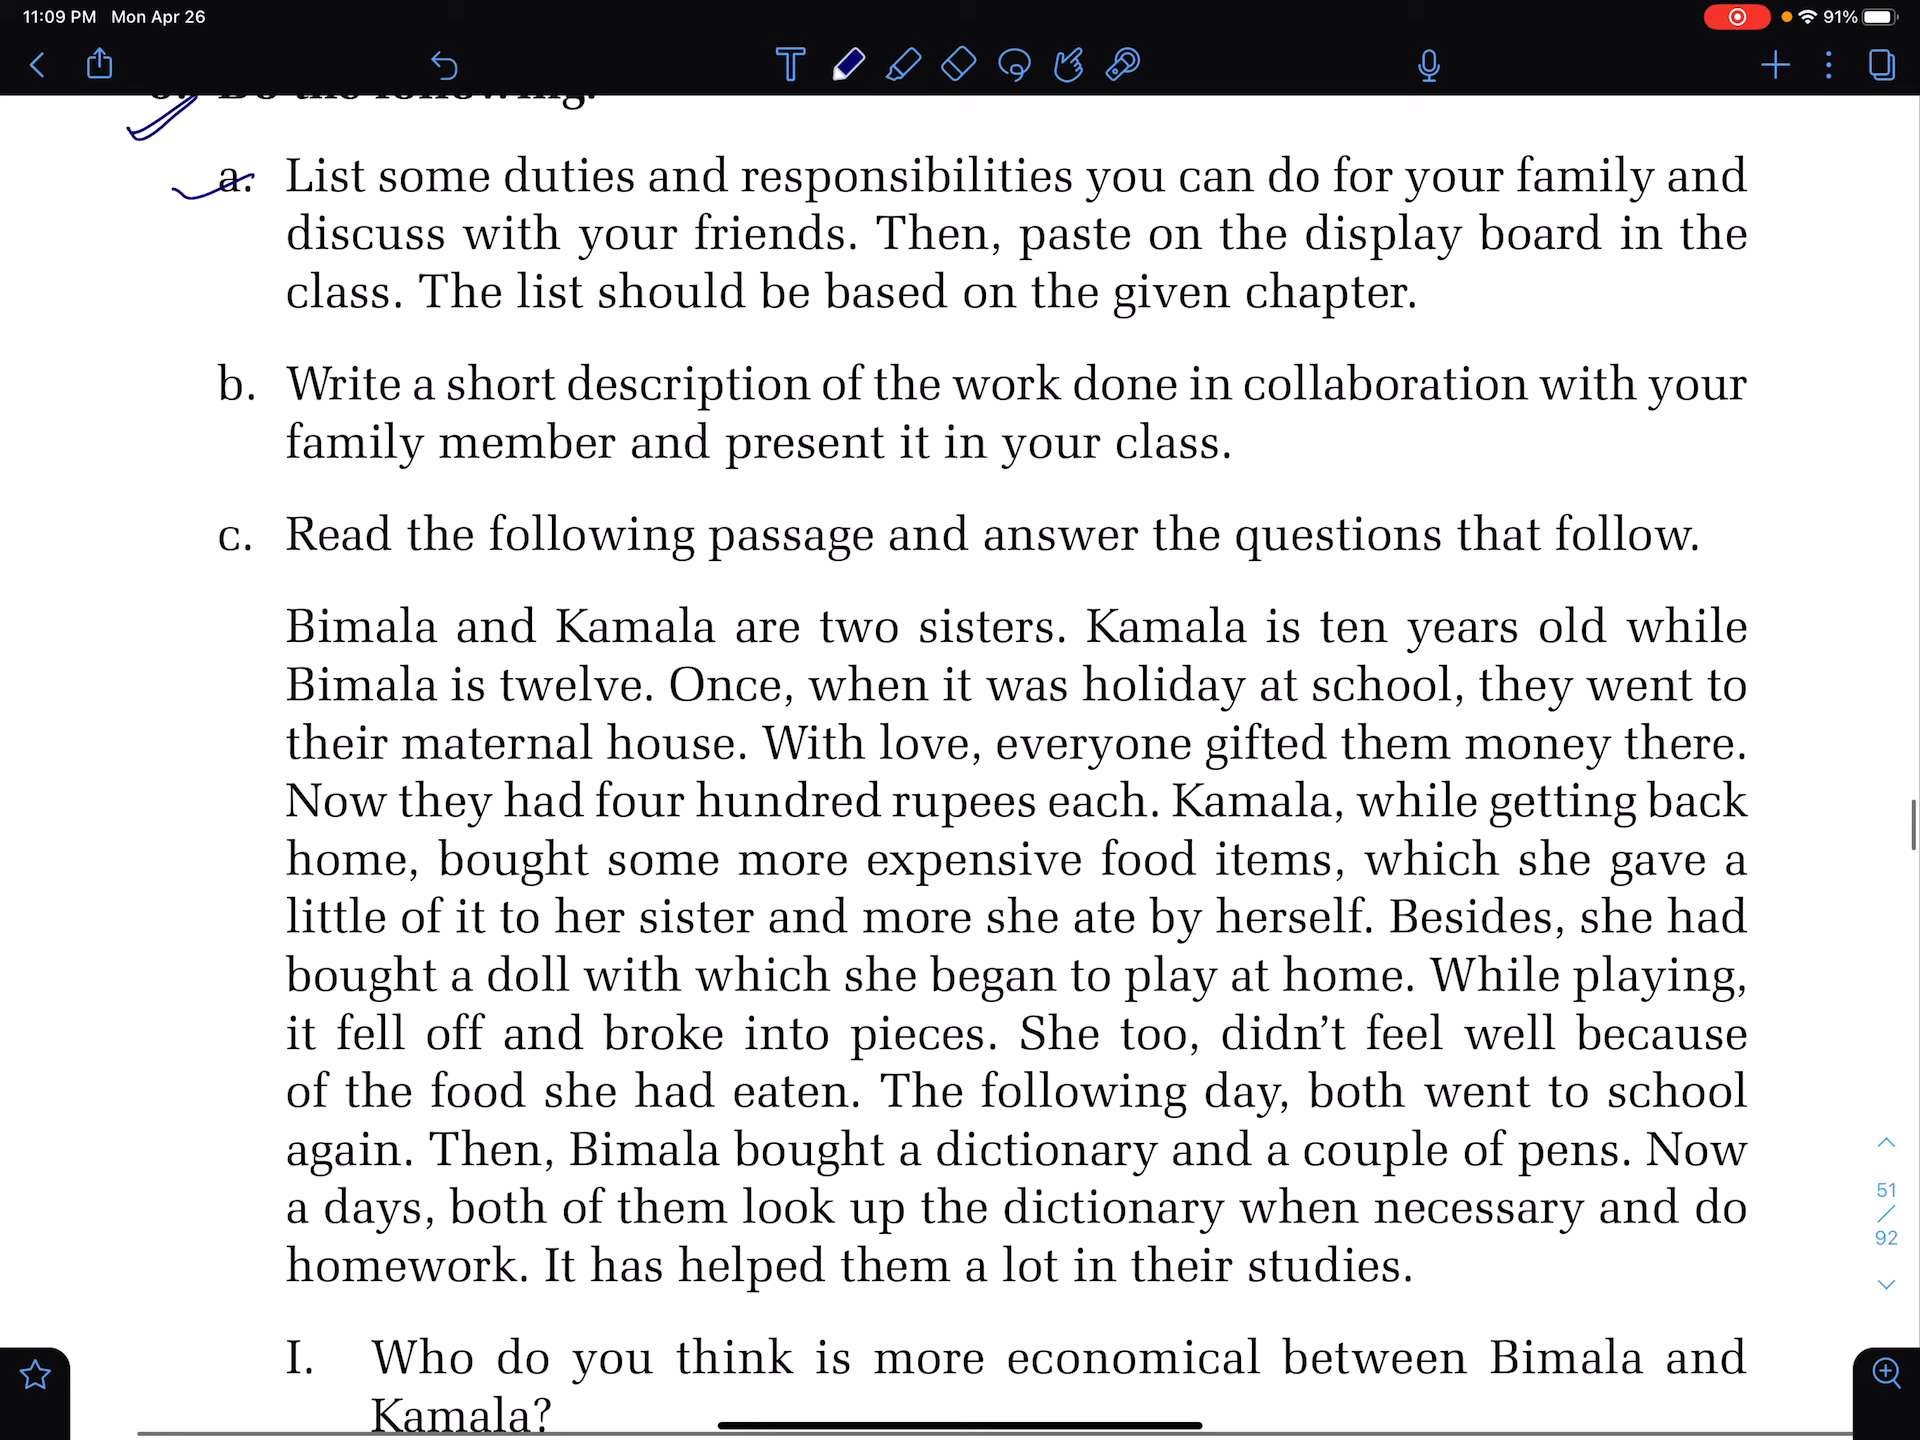 11:09 PM Mon Apr 26
91%
Do the following.
a. List some duties and responsibilities you can do for your family and
discuss with your friends. Then, paste on the display board in the
class. The list should be based on the given chapter.
b. Write a short description of the work done in collaboration with your
family member and present it in your class.
c. Read the following passage and answer the questions that follow.
Bimala and Kamala are two sisters. Kamala is ten years old while
Bimala is twelve. Once, when it was holiday at school, they went to
their maternal house. With love, everyone gifted them money there.
Now they had four hundred rupees each. Kamala, while getting back
home, bought some more expensive food items, which she gave a
little of it to her sister and more she ate by herself. Besides, she had
bought a doll with which she began to play at home. While playing,
it fell off and broke into pieces. She too, didn't feel well because
of the food she had eaten. The following day, both went to school
again. Then, Bimala bought a dictionary and a couple of pens. Now
a days, both of them look up the dictionary when necessary and do
homework. It has helped them a lot in their studies.
I. Who do you think is more economical between Bimala and
Kamala?
51
/
92